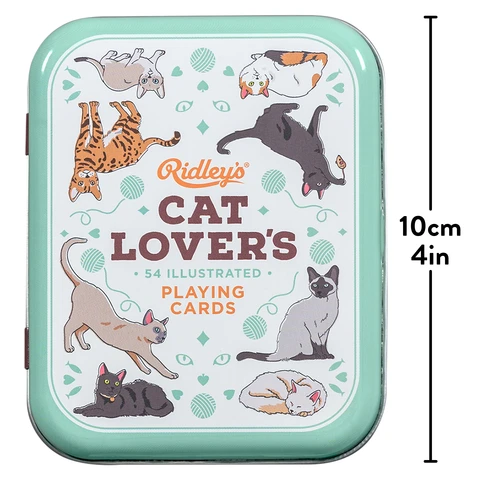 Ridley's®
CAT
LOVER'S
• 54 ILLUSTRATED •
PLAYING
CARDS
10cm
4in